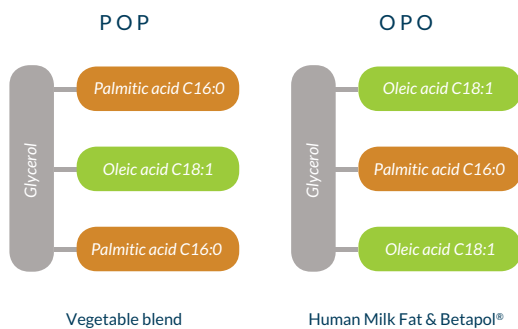 POP
OPO
Glycerol
Palmitic acid C16:0
Oleic acid C18:1
Palmitic acid C16:0
Glycerol
Oleic acid C18:1
Palmitic acid C16:0
Oleic acid C18:1
Vegetable blend
Human Milk Fat & Betapol®